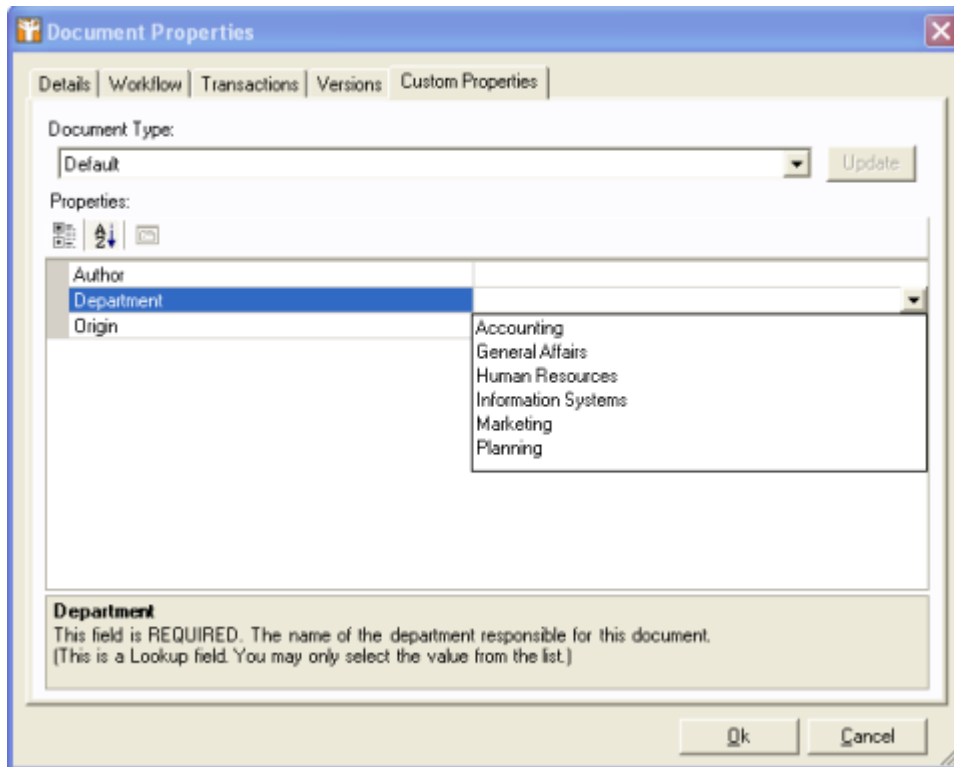 Document Properties
Details Workflow Transactions Versions Custom Properties
Document Type:
Default Update
Properties:
Author
Department
Origin
Accounting
General Affairs
Human Resources
Information Systems
Marketing
Planning
Department
This field is REQUIRED. The name of the department responsible for this document.
(This is a Lookup field. You may only select the value from the list.)
Ok Cancel